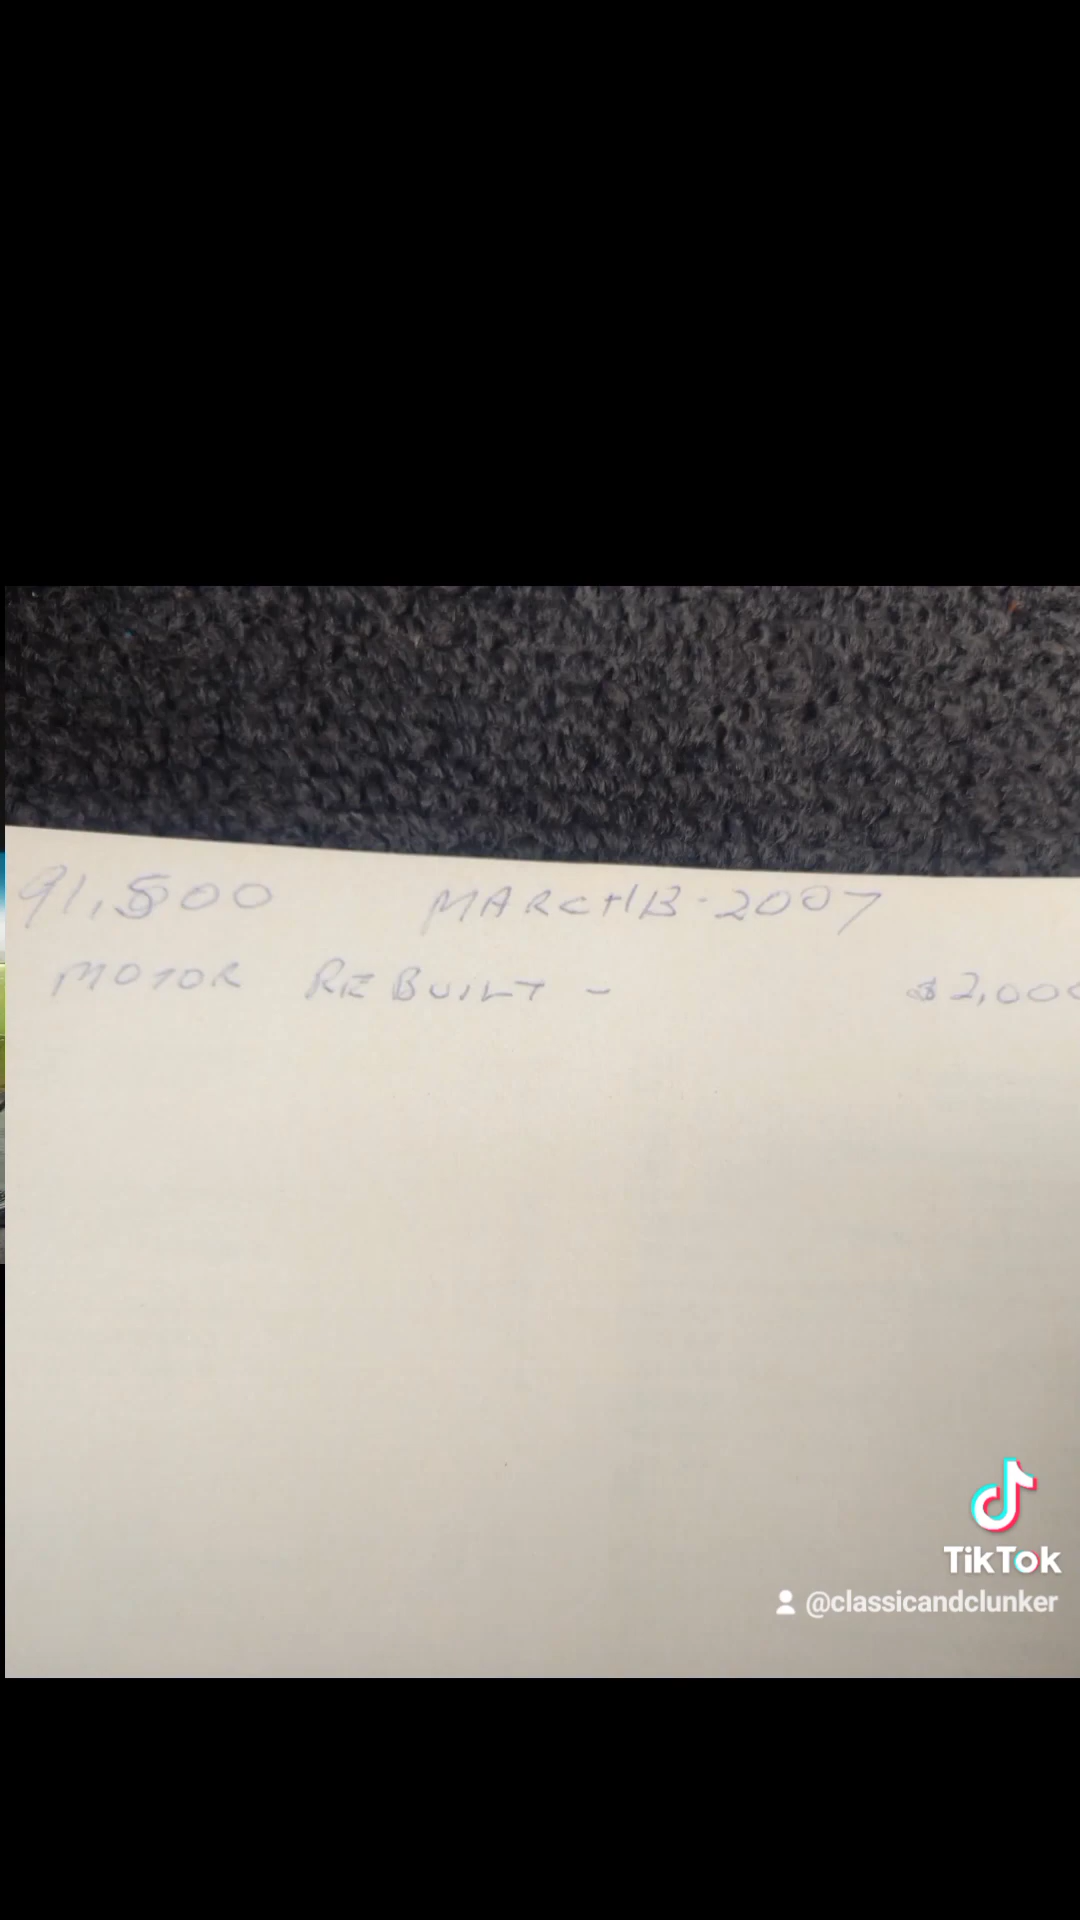 91,500 MARCH 13-2007
MOTOR REBUILT - $2,000
TikTok
@classicandclunker